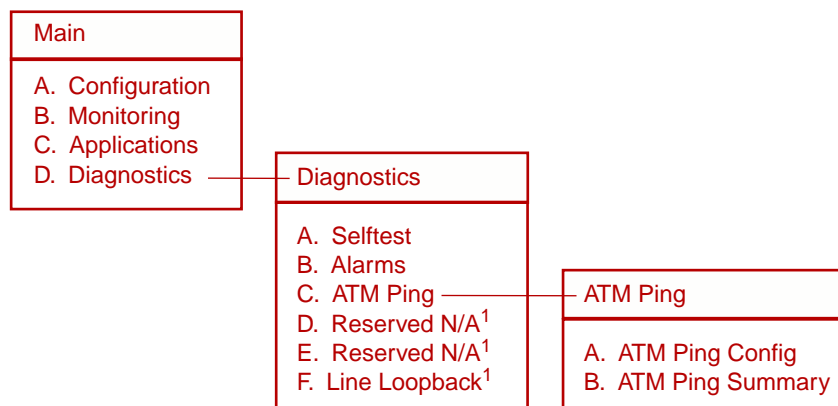 Main
A. Configuration
B. Monitoring
C. Applications
D. Diagnostics
Diagnostics
A. Selftest
B. Alarms
C. ATM Ping
D. Reserved N/A¹
E. Reserved N/A¹
F. Line Loopback¹
ATM Ping
A. ATM Ping Config
B. ATM Ping Summary